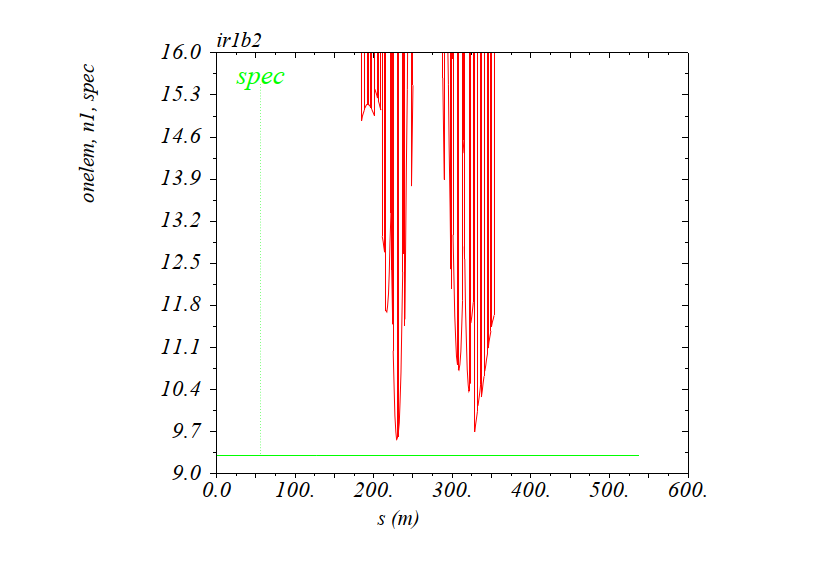 ir1b2
16.0
spec
15.3
14.6
13.9
13.2
12.5
11.8
11.1
10.4
9.7
9.0
onelem, n1, spec
0.0 100. 200. 300. 400. 500. 600.
s (m)